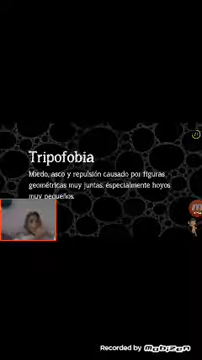 Tripofobia
Miedo, asco y repulsión causado por figuras
geométricas muy juntas, especialmente hoyos
muy pequeños.
Recorded by Mobizen